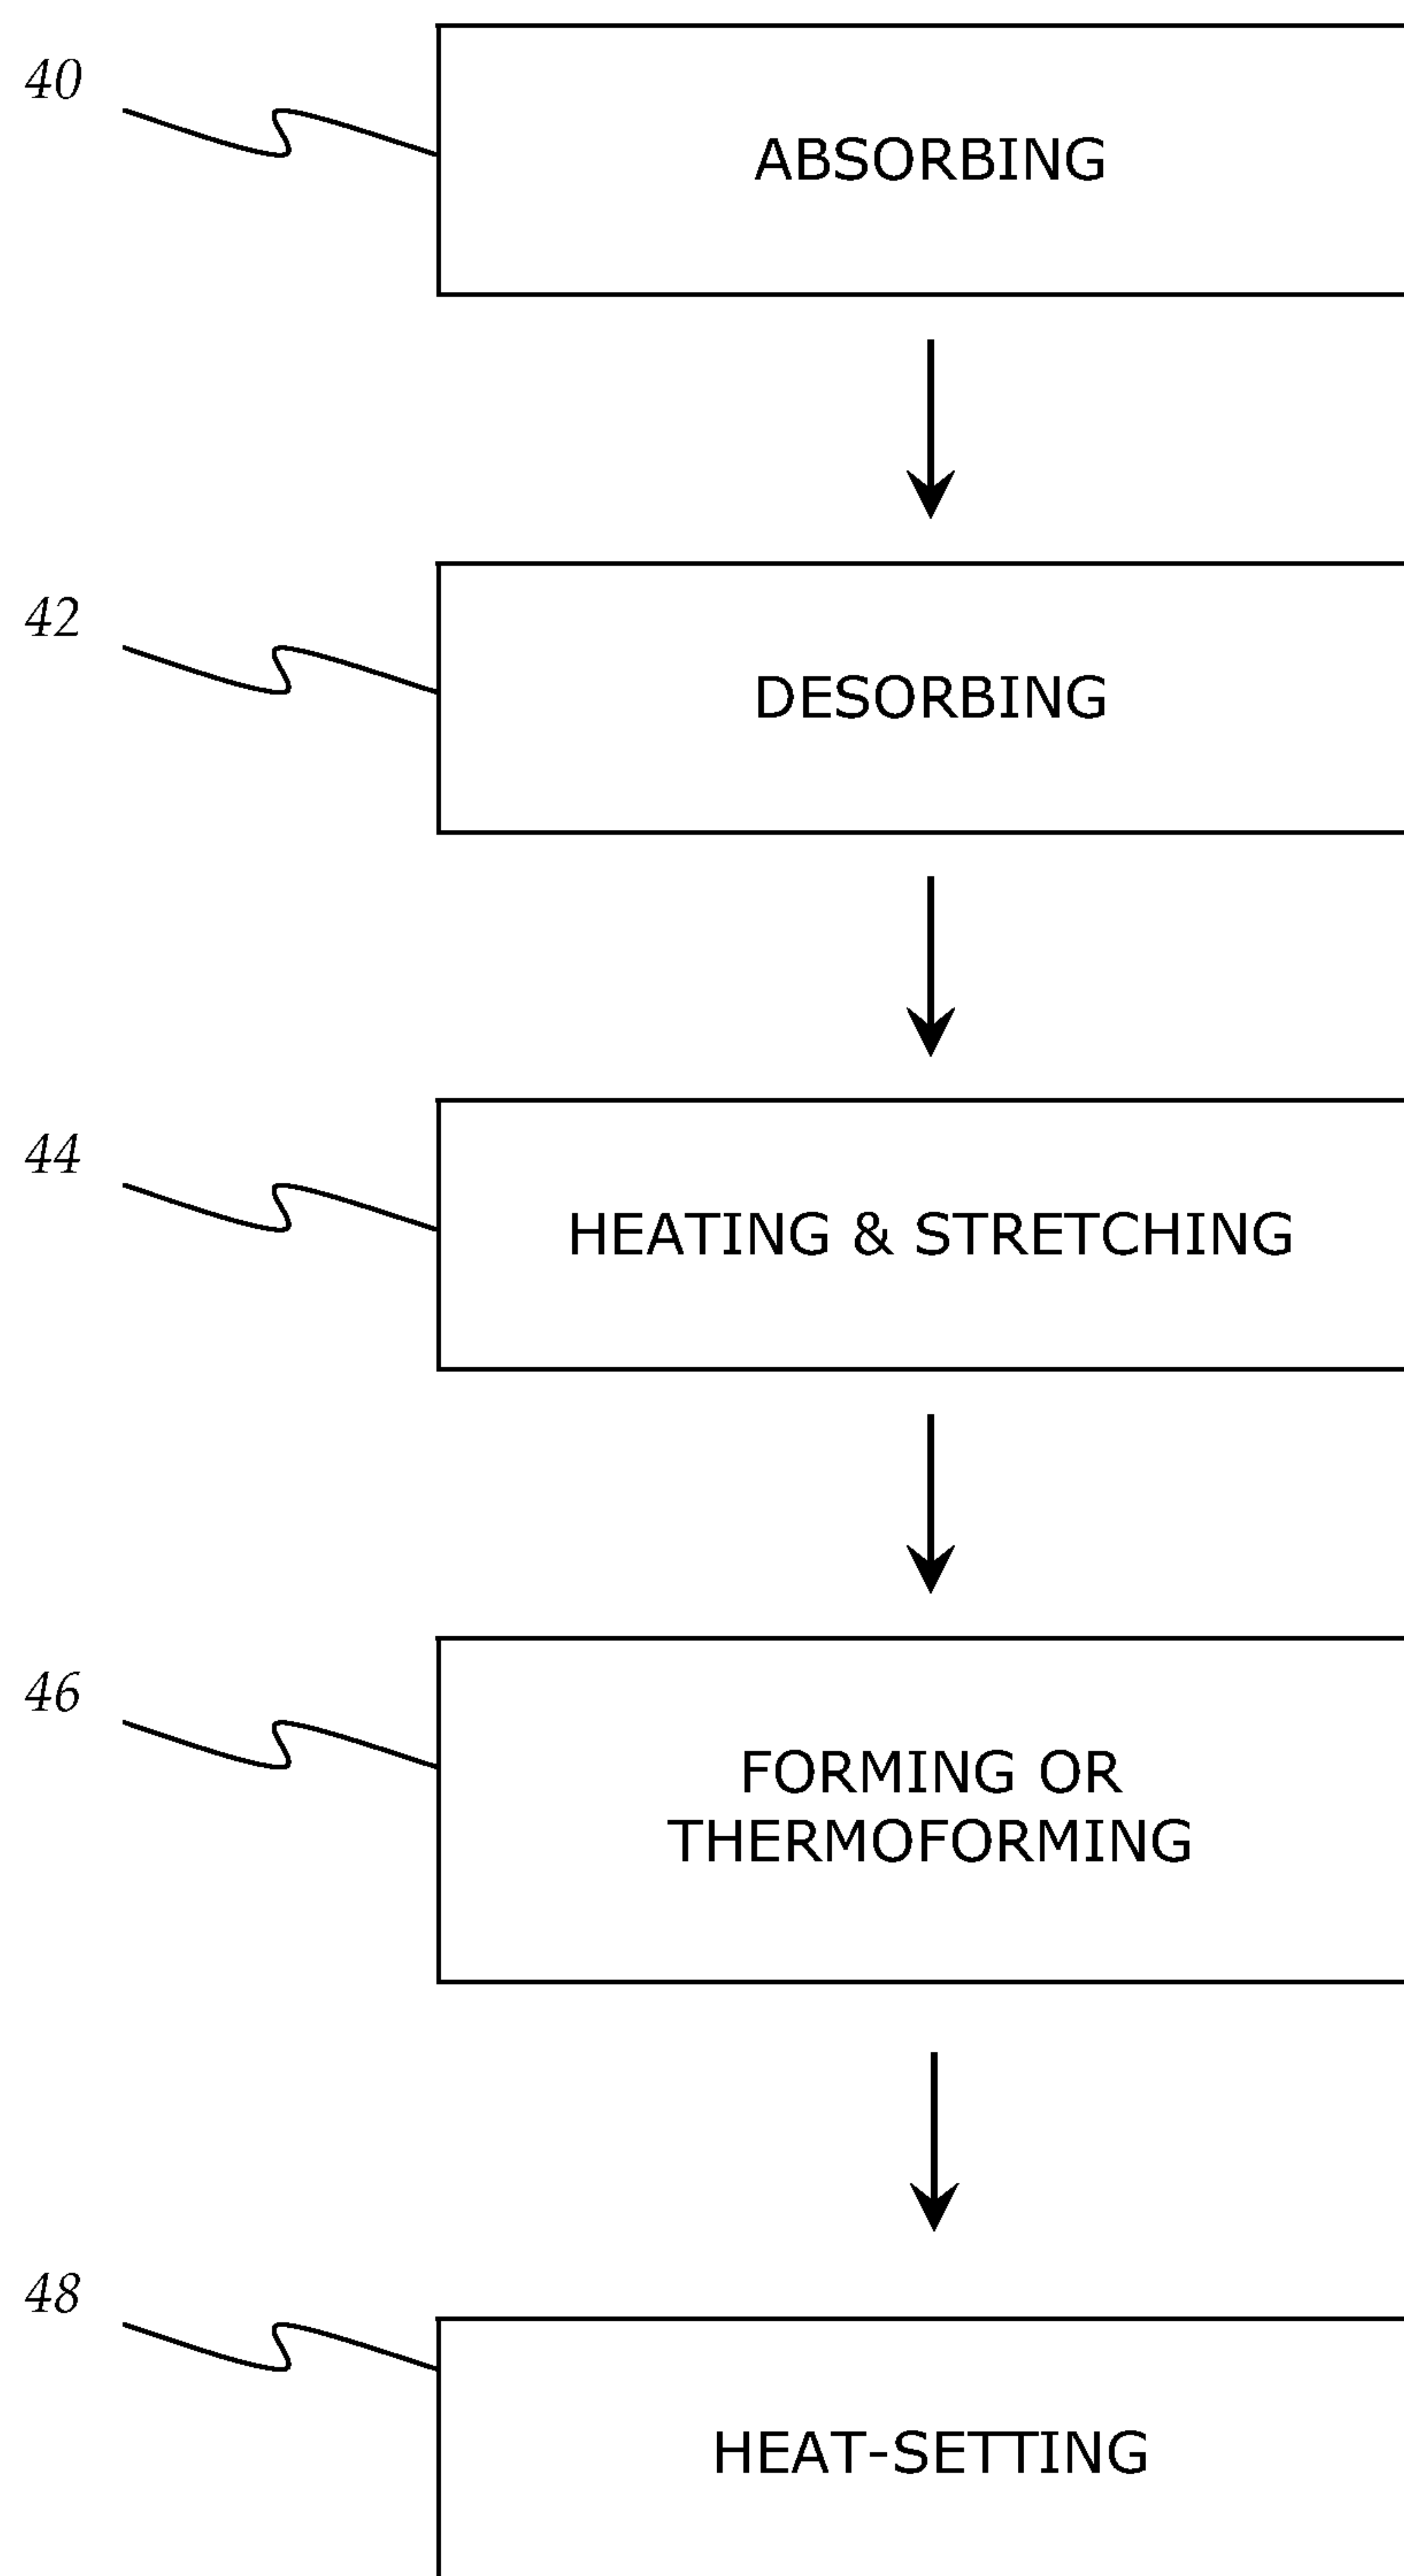 40
ABSORBING
42
DESORBING
44
HEATING & STRETCHING
46
FORMING OR
THERMOFORMING
48
HEAT-SETTING